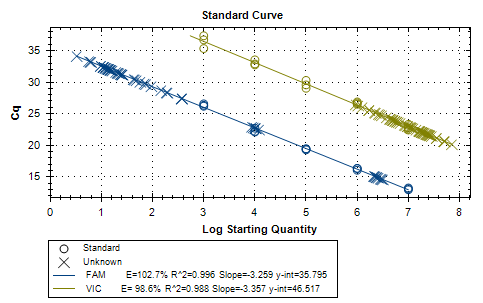 Standard Curve
Cq
35
30
25
20
15
0 1 2 3 4 5 6 7 8
Log Starting Quantity
Standard
Unknown
FAM E=102.7% R^2=0.996 Slope=-3.259 y-int=35.795
VIC E= 98.6% R^2=0.988 Slope=-3.357 y-int=46.517